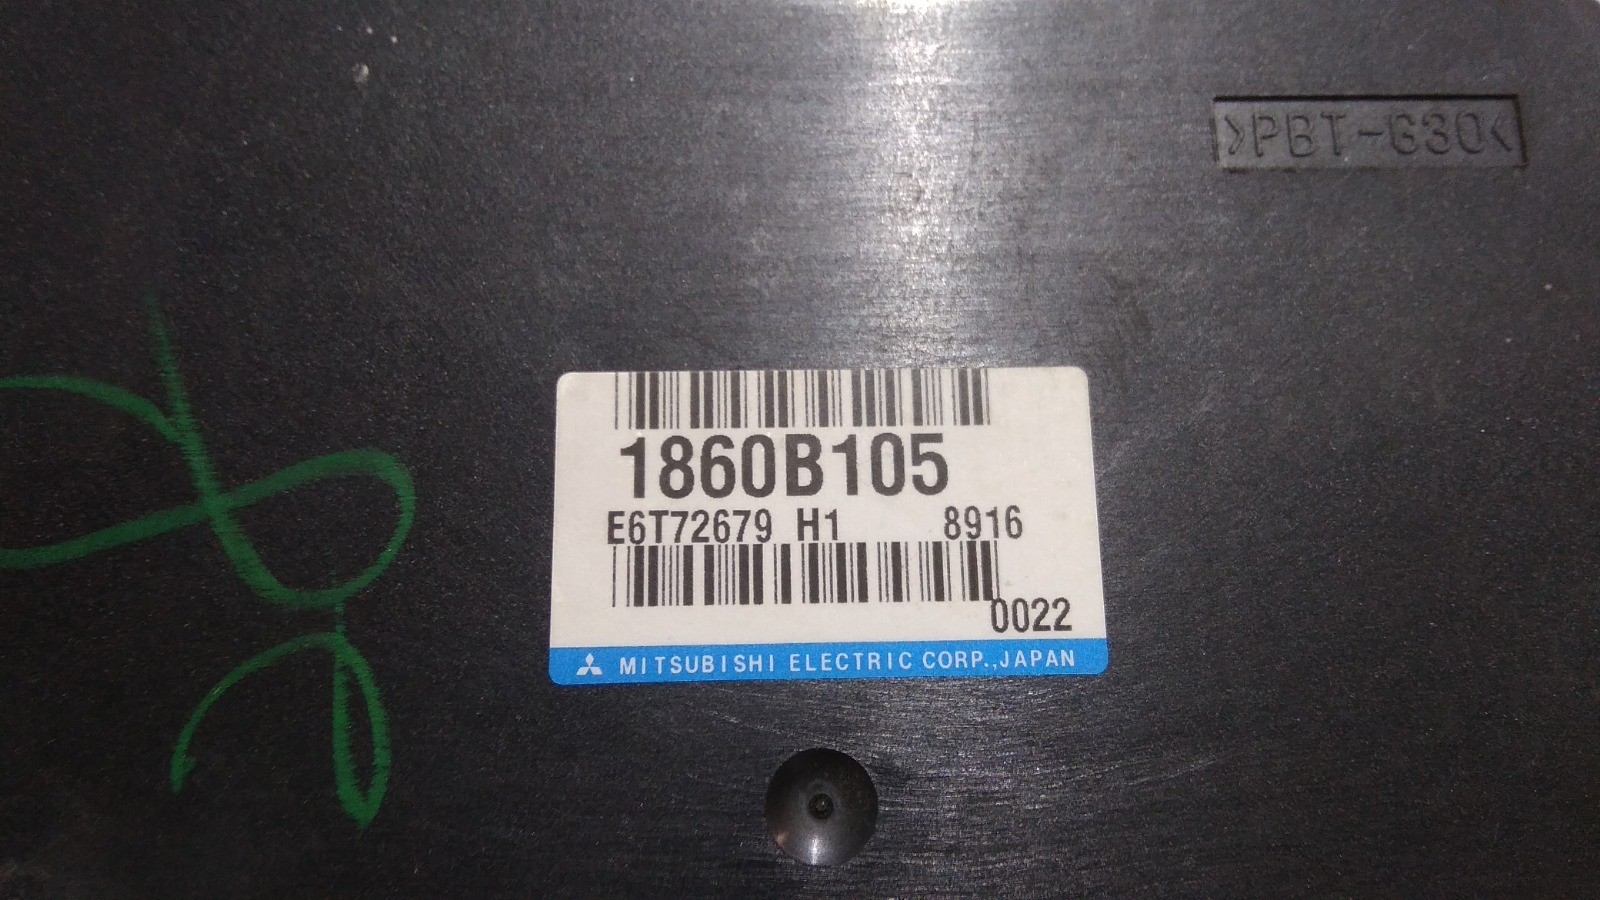 >PBT-G30<
1860B105
E6T72679 H1 8916
0022
MITSUBISHI ELECTRIC CORP.,JAPAN